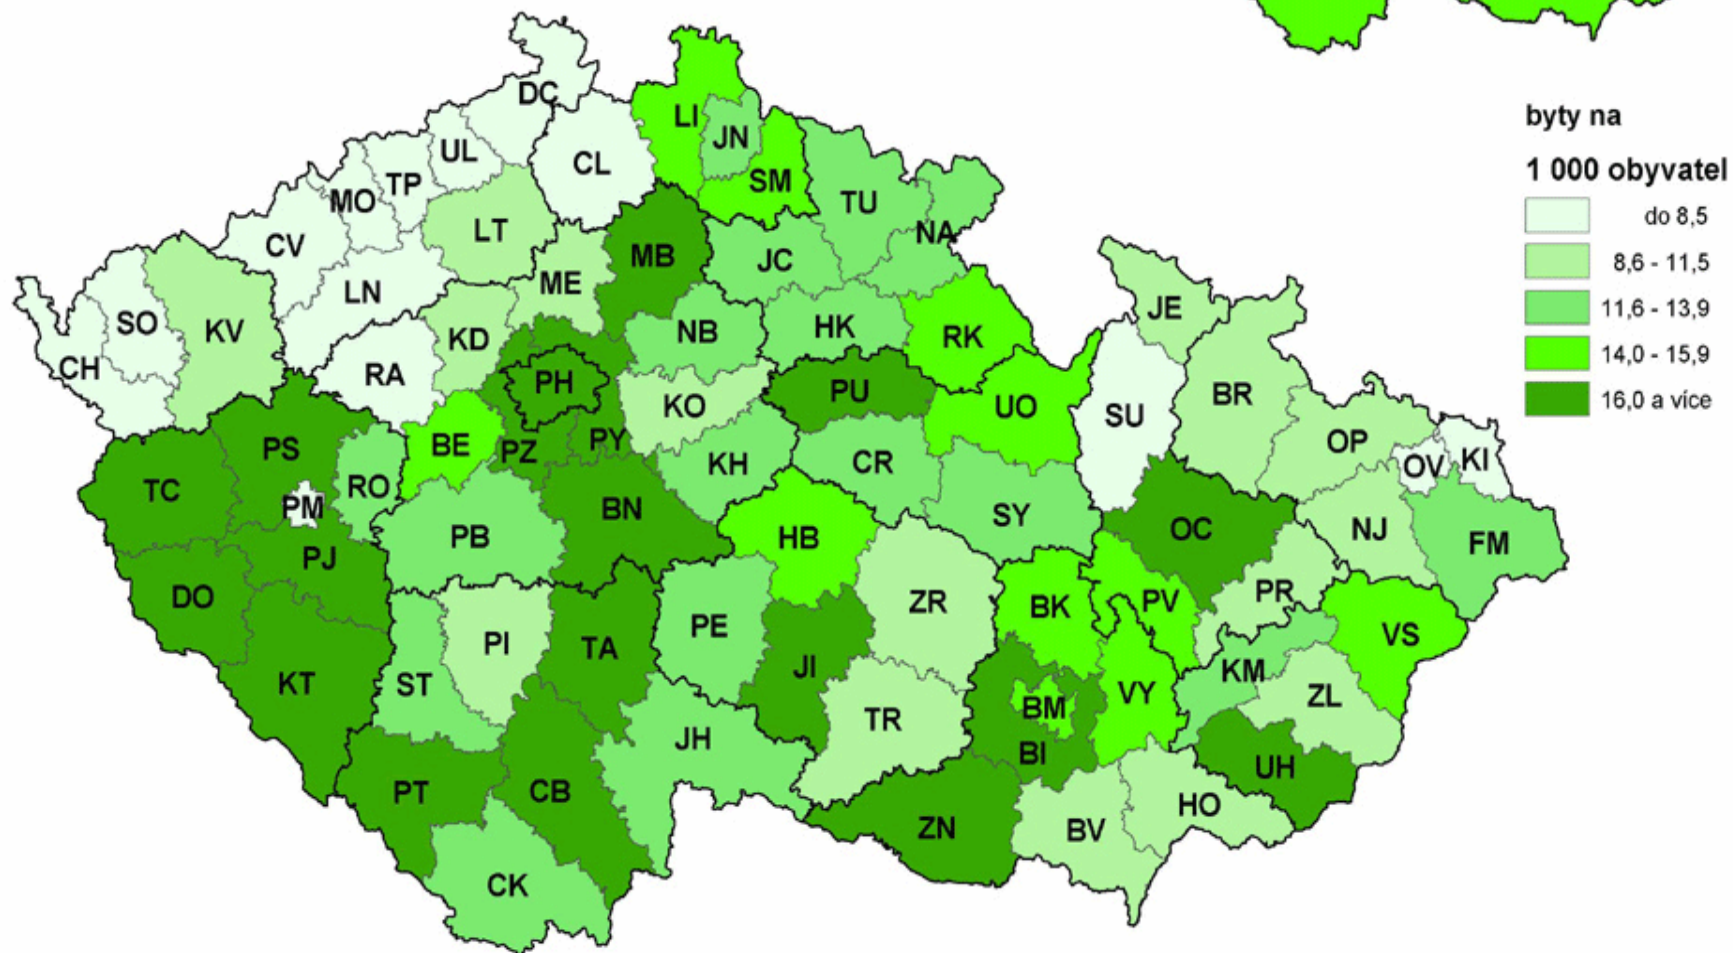 byty na
1 000 obyvatel
do 8,5
8,6 - 11,5
11,6 - 13,9
14,0 - 15,9
16,0 a více
DC
LI
JN
UL
CL
SM
TP
MO
TU
LT
NA
CV
MB
JC
ME
LN
JE
SO
KV
KD
NB
HK
RK
CH
RA
PH
PU
BR
KO
UO
SU
BE
PZ
PY
PS
OP
OV
KI
KH
CR
TC
RO
PM
BN
SY
OC
NJ
PB
HB
FM
PJ
DO
ZR
BK
PV
PR
PI
TA
PE
VS
KT
ST
JI
KM
VY
ZL
BM
TR
JH
BI
UH
PT
CB
HO
ZN
BV
CK